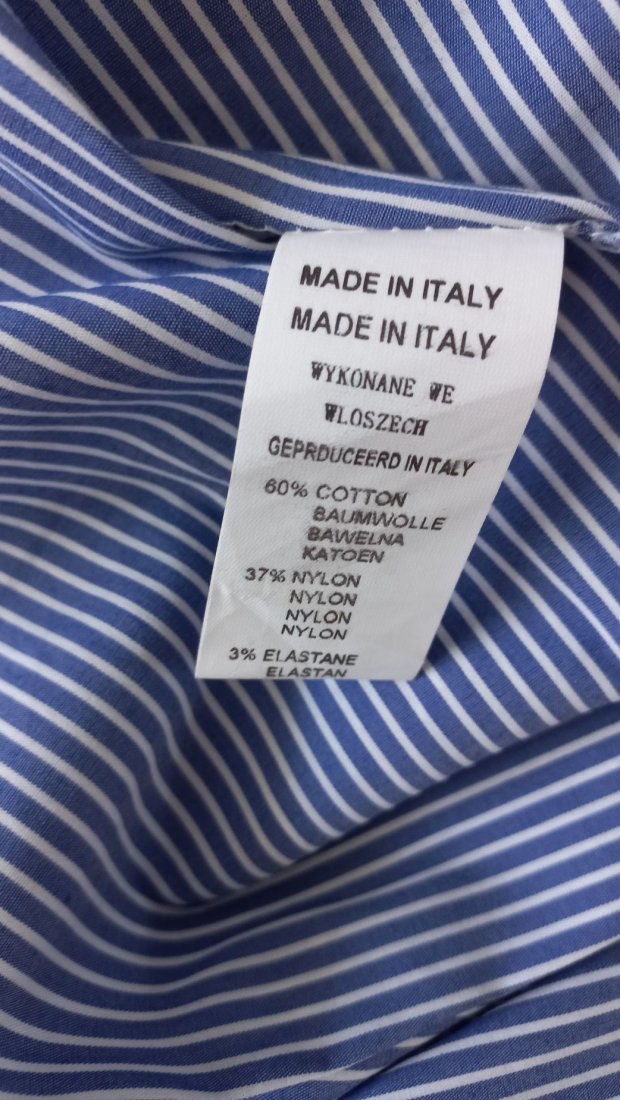 MADE IN ITALY
MADE IN ITALY
WYKONANE WE
WLOSZECH
GEPRDUCEERD IN ITALY
60% COTTON
BAUMWOLLE
BAWELNA
KATOEN
37% NYLON
NYLON
NYLON
NYLON
3% ELASTANE
ELASTAN